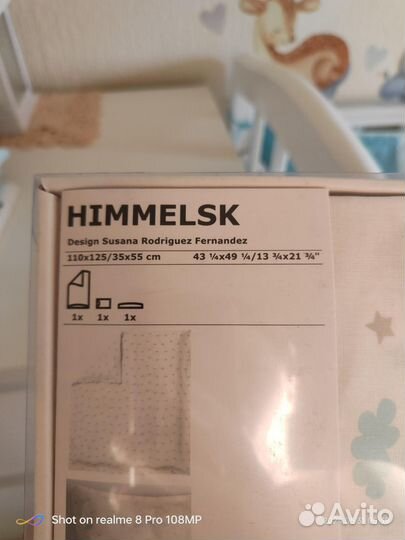 HIMMELSK
Design Susana Rodriguez Fernandez
110x125/35x55 cm 43 ¼x49 ¼/13 ¾x21 ¾"
1x 1x 1x
Shot on realme 8 Pro 108MP
Avito